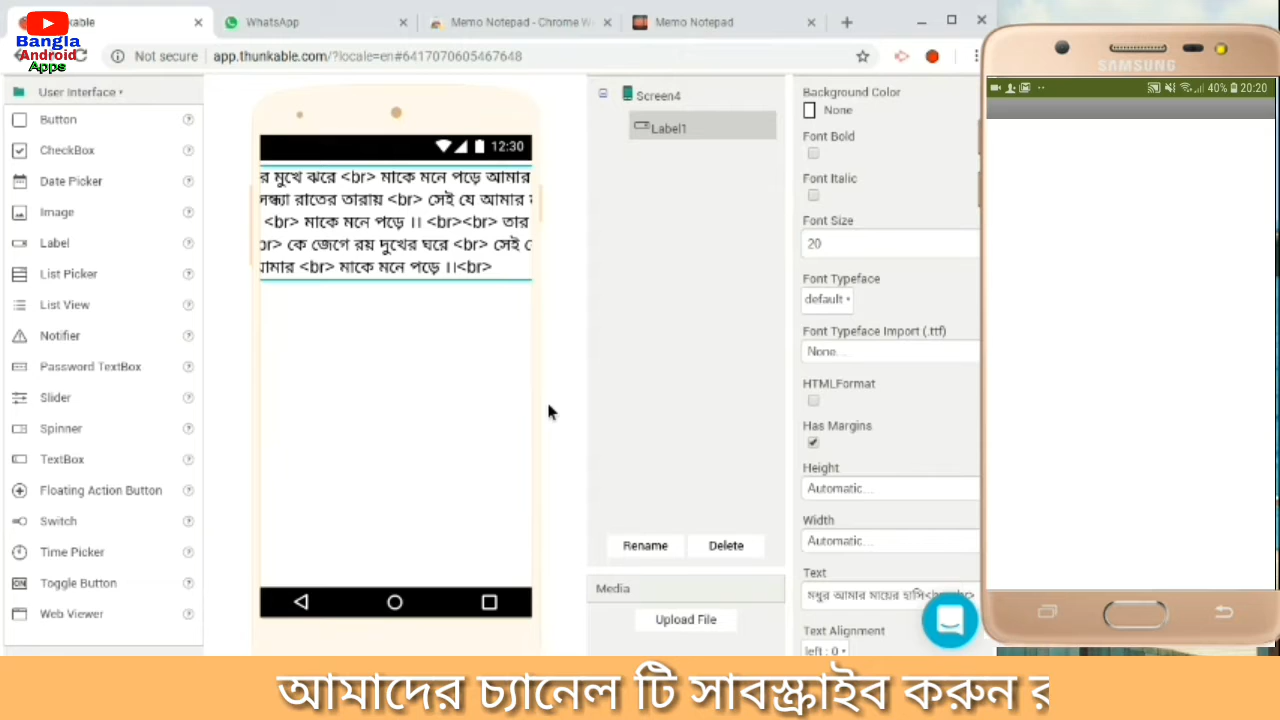 kable
WhatsApp
Memo Notepad - Chrome W
Memo Notepad
Bangla
Android
Apps
Not secure
app.thunkable.com/?locale=en#6417070605467648
SAMSUNG
40% 20:20
User Interface
Button
CheckBox
Date Picker
Image
Label
List Picker
List View
Notifier
Password TextBox
Slider
Spinner
TextBox
Floating Action Button
Switch
Time Picker
Toggle Button
Web Viewer
12:30
র মুখে ঝরে <br> মাকে মনে পড়ে আমার
সন্ধ্যা রাতের তারায় <br> সেই যে আমার
<br> মাকে মনে পড়ে ।। <br><br> তার
br> কে জেগে রয় দুখের ঘরে <br> সেই
আমার <br> মাকে মনে পড়ে ।।<br>
Screen4
Label1
Rename
Delete
Media
Upload File
Background Color
None
Font Bold
Font Italic
Font Size
20
Font Typeface
default
Font Typeface Import (.ttf)
None...
HTMLFormat
Has Margins
Height
Automatic...
Width
Automatic...
Text
মধুর আমার মায়ের হাসি<br><br>
Text Alignment
left : 0
আমাদের চ্যানেল টি সাবস্ক্রাইব করুন র